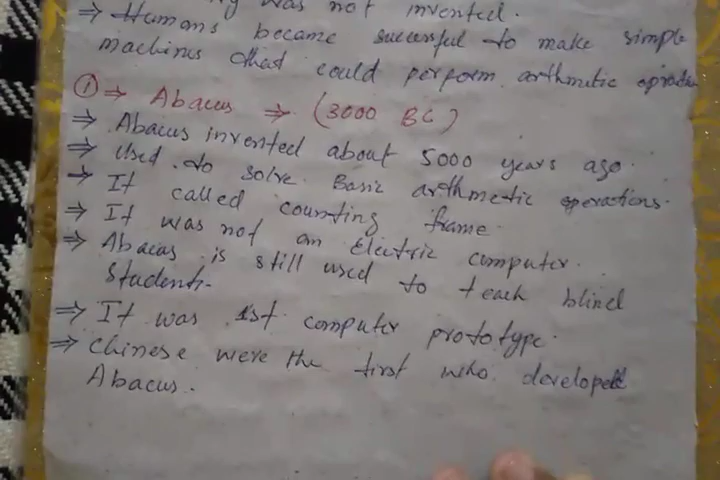 was not invented.
⇒ Humans became successful to make simple
machines that could perform arthmetic
① ⇒ Abacus ⇒ (3000 BC)
⇒ Abacus invented about 5000 years ago.
⇒ Used to solve Basic arthmetic operations.
⇒ It called counting frame.
⇒ It was not an Electric computer.
⇒ Abacus is still used to teach blind
Students.
⇒ It was 1st computer prototype.
⇒ Chinese were the first who developed
Abacus.